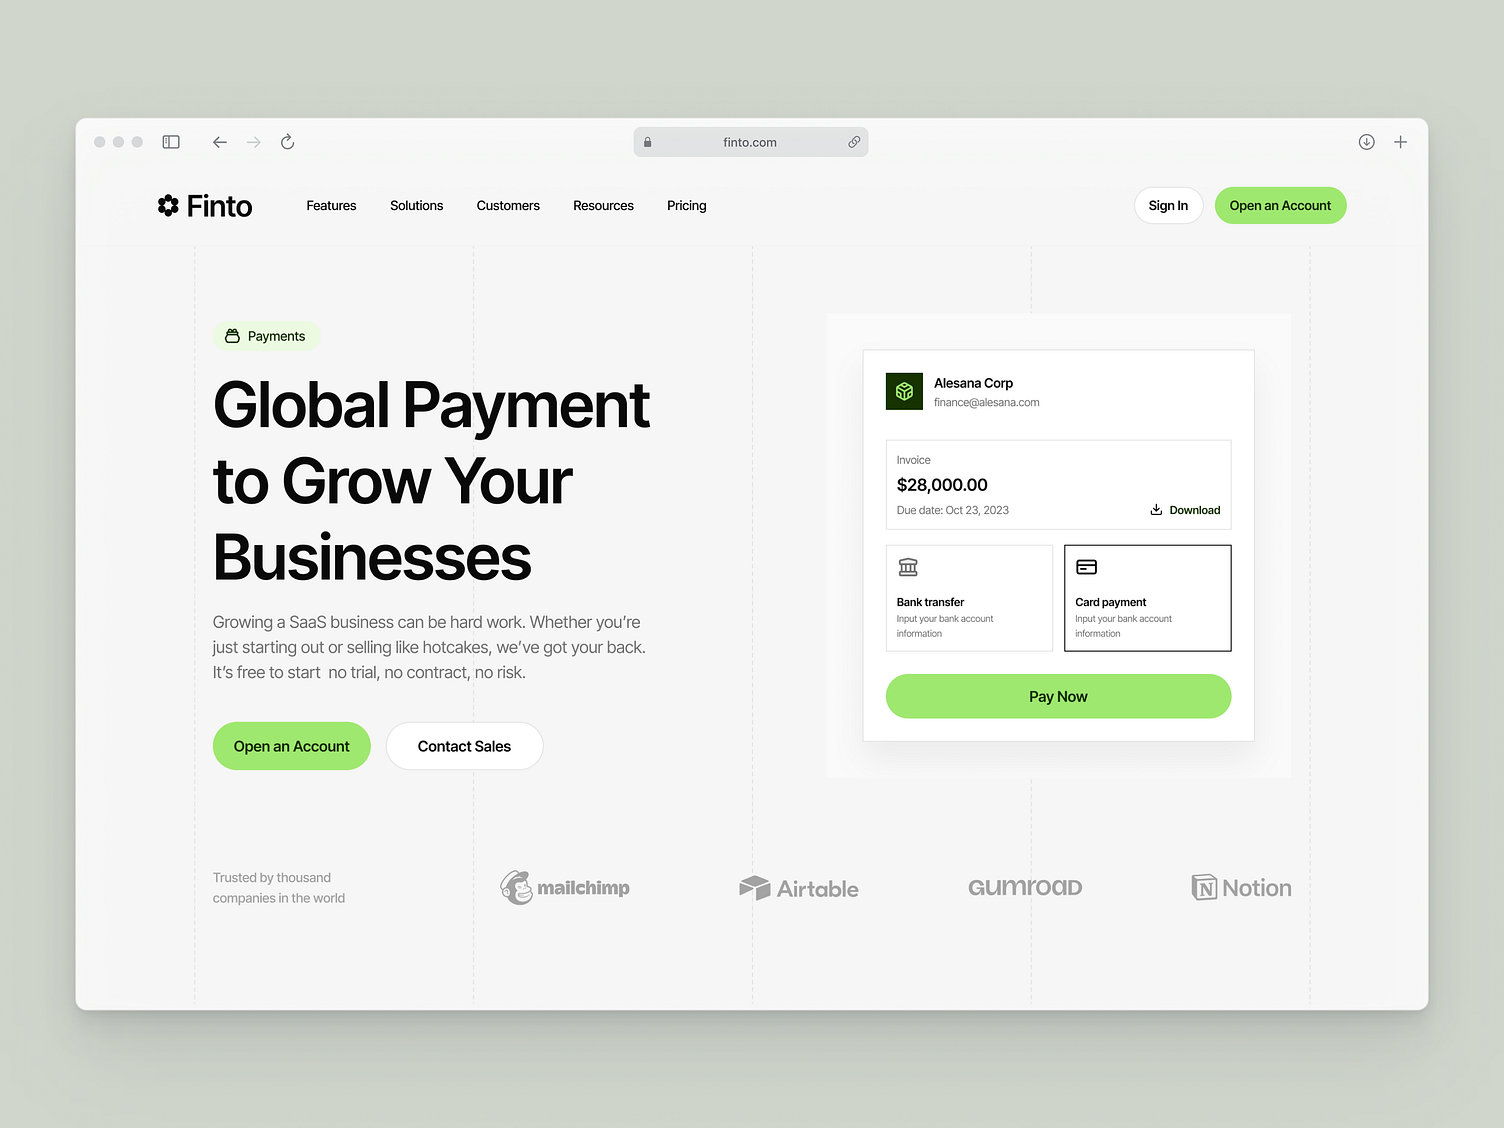 finto.com
Finto
Features
Solutions
Customers
Resources
Pricing
Sign In
Open an Account
Payments
Global Payment
to Grow Your
Businesses
Growing a SaaS business can be hard work. Whether you’re
just starting out or selling like hotcakes, we’ve got your back.
It’s free to start  no trial, no contract, no risk.
Open an Account
Contact Sales
Alesana Corp
finance@alesana.com
Invoice
$28,000.00
Due date: Oct 23, 2023
Download
Bank transfer
Input your bank account
information
Card payment
Input your bank account
information
Pay Now
Trusted by thousand
companies in the world
mailchimp
Airtable
GUMROAD
Notion